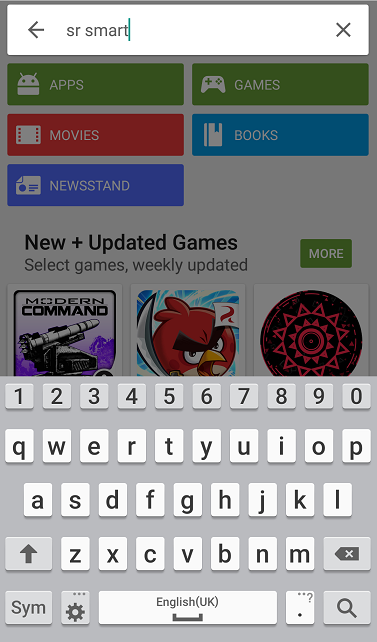 sr smart
APPS
GAMES
MOVIES
BOOKS
NEWSSTAND
New + Updated Games
Select games, weekly updated
MORE
MODERN
COMMAND
1 2 3 4 5 6 7 8 9 0
q w e r t y u i o p
a s d f g h j k l
z x c v b n m
Sym
English(UK)
...?
.